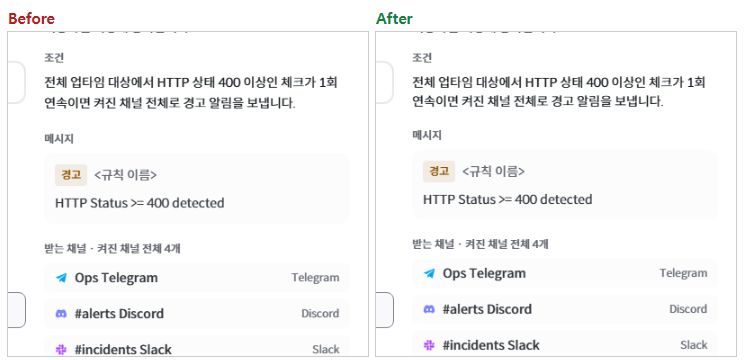 Before
조건
전체 업타임 대상에서 HTTP 상태 400 이상인 체크가 1회
연속이면 켜진 채널 전체로 경고 알림을 보냅니다.
메시지
경고 <규칙 이름>
HTTP Status >= 400 detected
받는 채널 · 켜진 채널 전체 4개
Ops Telegram Telegram
#alerts Discord Discord
#incidents Slack Slack
After
조건
전체 업타임 대상에서 HTTP 상태 400 이상인 체크가 1회
연속이면 켜진 채널 전체로 경고 알림을 보냅니다.
메시지
경고 <규칙 이름>
HTTP Status >= 400 detected
받는 채널 · 켜진 채널 전체 4개
Ops Telegram Telegram
#alerts Discord Discord
#incidents Slack Slack